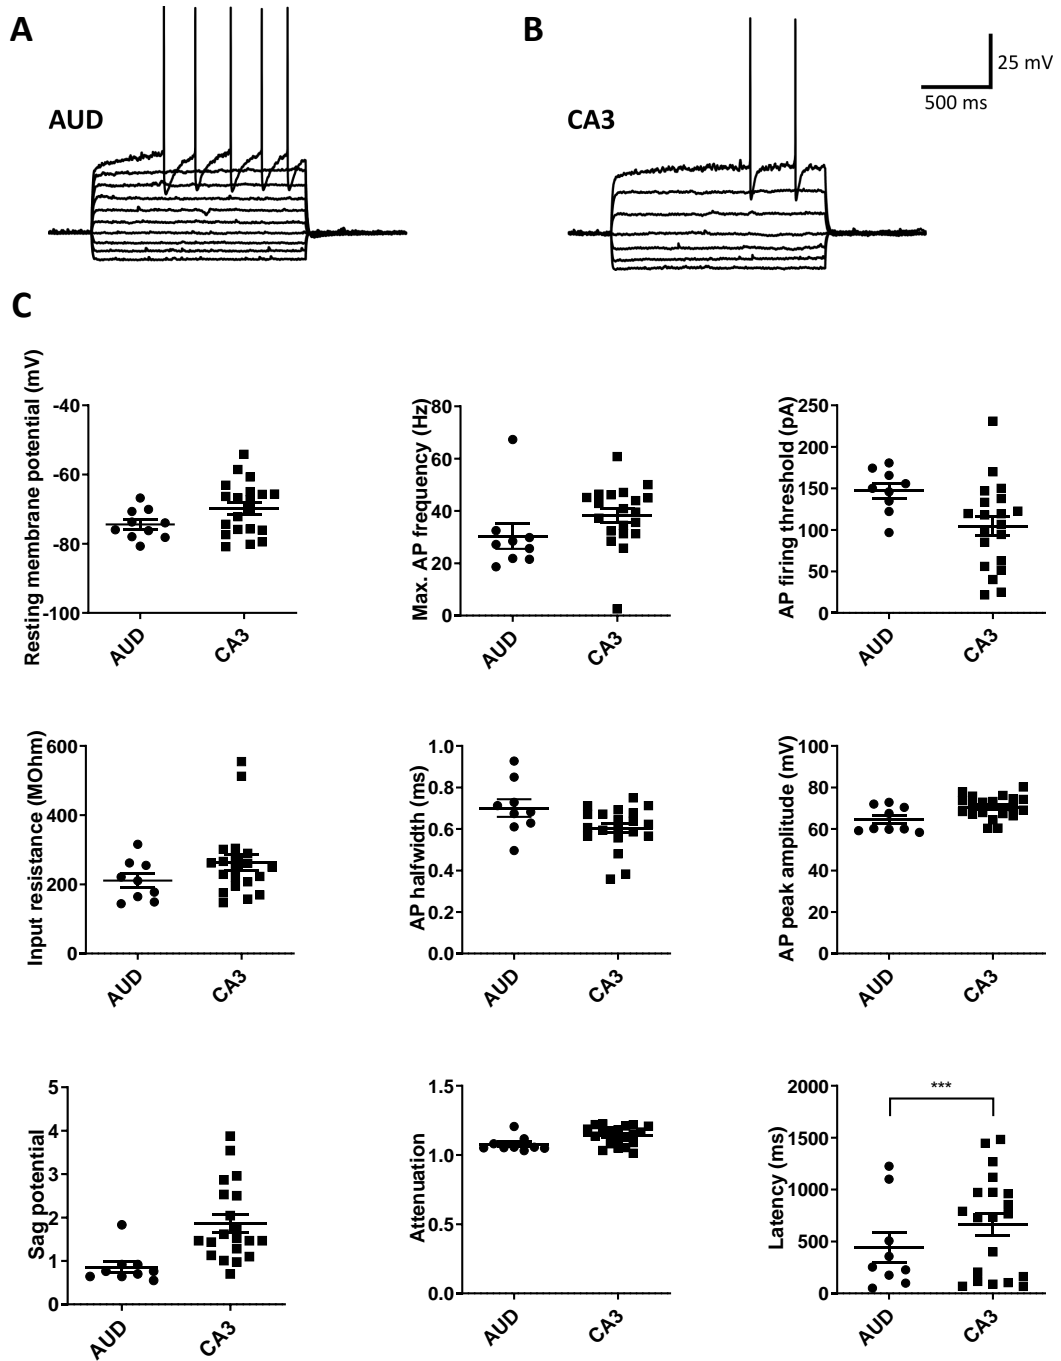 A
B
25 mV
500 ms
AUD
CA3
C
Resting membrane potential (mV)
-40
-60
-80
-100
AUD
CA3
Max. AP frequency (Hz)
80
60
40
20
0
AUD
CA3
AP firing threshold (pA)
250
200
150
100
50
0
AUD
CA3
Input resistance (MOhm)
600
400
200
0
AUD
CA3
AP halfwidth (ms)
1.0
0.8
0.6
0.4
0.2
0.0
AUD
CA3
AP peak amplitude (mV)
100
80
60
40
20
0
AUD
CA3
Sag potential
5
4
3
2
1
0
AUD
CA3
Attenuation
1.5
1.0
0.5
0.0
AUD
CA3
Latency (ms)
2000
1500
1000
500
0
***
AUD
CA3